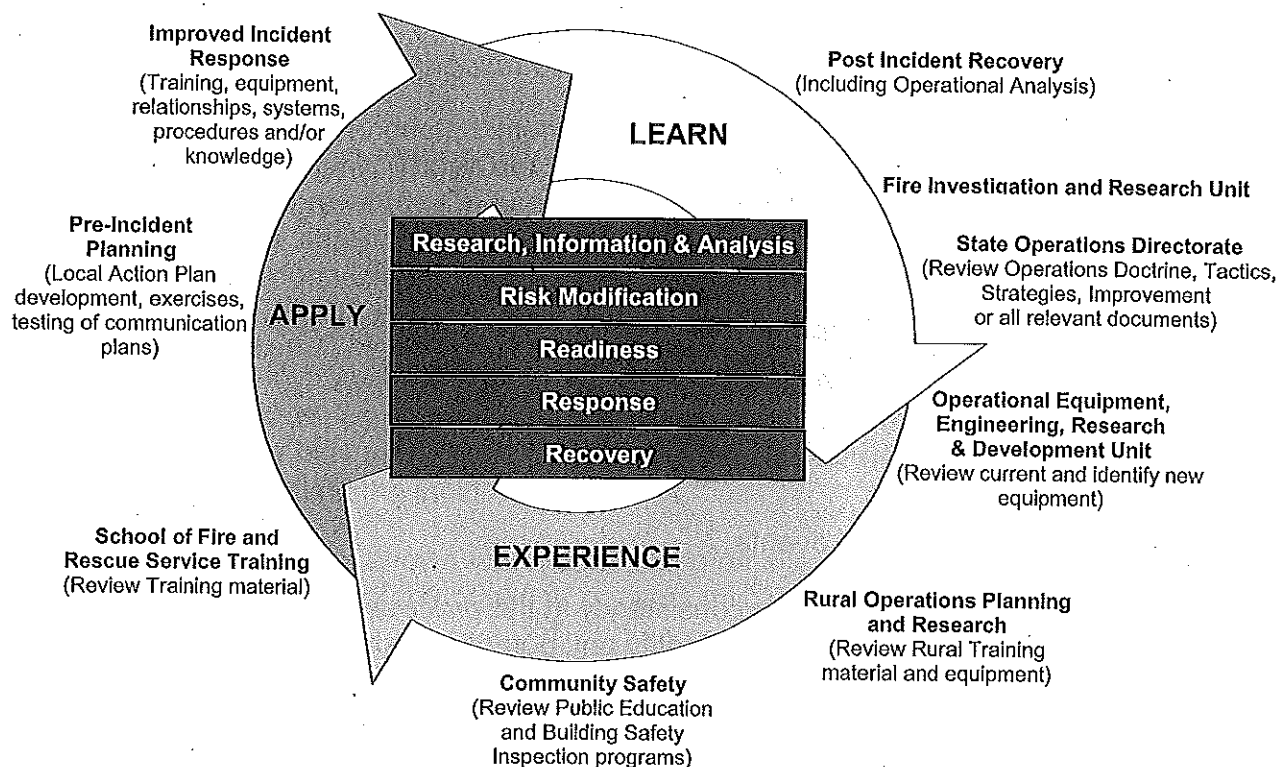 Improved Incident
Response
(Training, equipment,
relationships, systems,
procedures and/or
knowledge)
Post Incident Recovery
(Including Operational Analysis)
LEARN
Fire Investigation and Research Unit
Pre-Incident
Planning
(Local Action Plan
development, exercises,
testing of communication
plans)
State Operations Directorate
(Review Operations Doctrine, Tactics,
Strategies, Improvement
or all relevant documents)
APPLY
Research, Information & Analysis
Risk Modification
Readiness
Response
Recovery
Operational Equipment,
Engineering, Research
& Development Unit
(Review current and identify new
equipment)
School of Fire and
Rescue Service Training
(Review Training material)
EXPERIENCE
Rural Operations Planning
and Research
(Review Rural Training
material and equipment)
Community Safety
(Review Public Education
and Building Safety
Inspection programs)